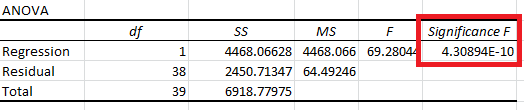 ANOVA
df SS MS F Significance F
Regression 1 4468.06628 4468.066 69.28044 4.30894E-10
Residual 38 2450.71347 64.49246
Total 39 6918.77975